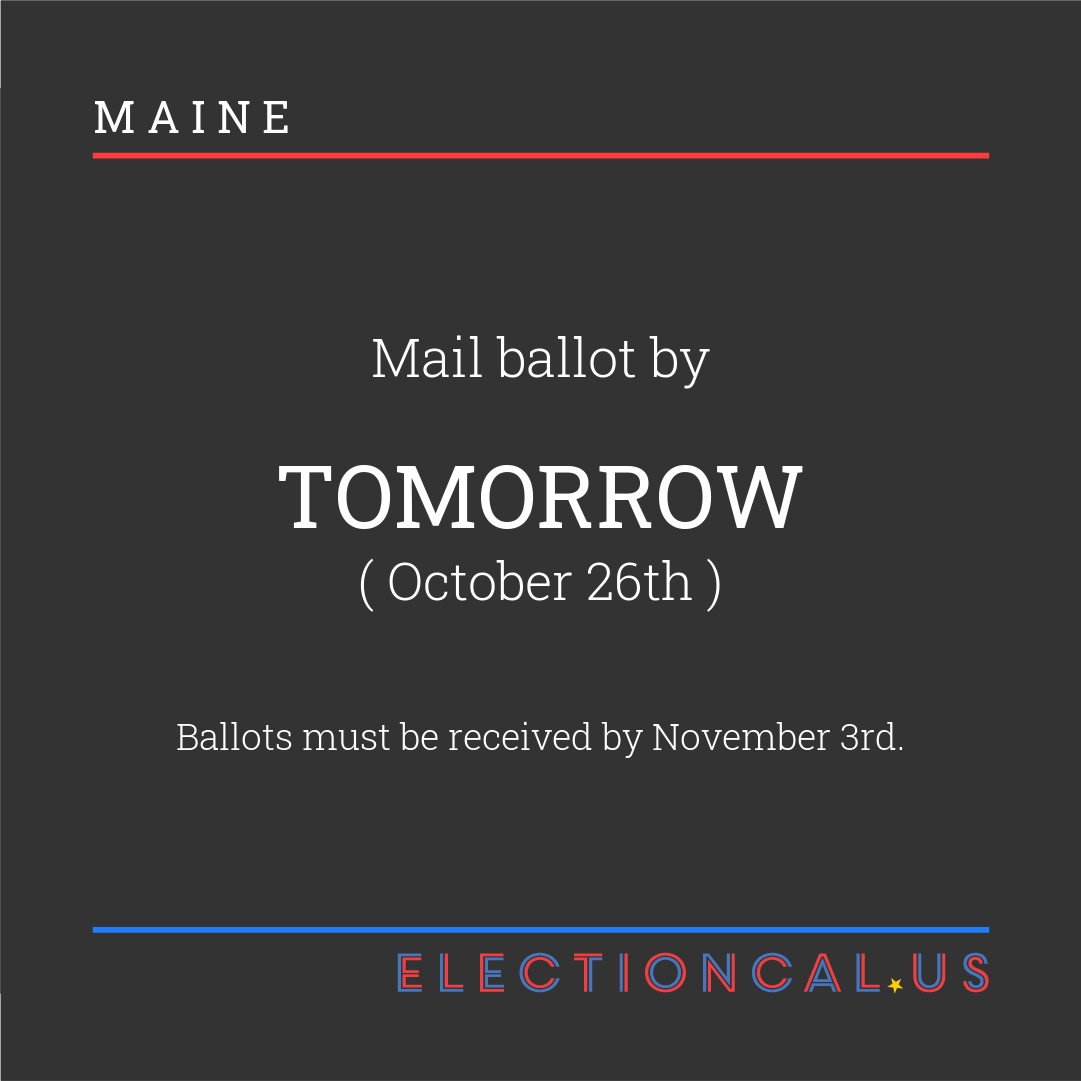 MAINE
Mail ballot by
TOMORROW
( October 26th )
Ballots must be received by November 3rd.
ELECTIONCAL.US